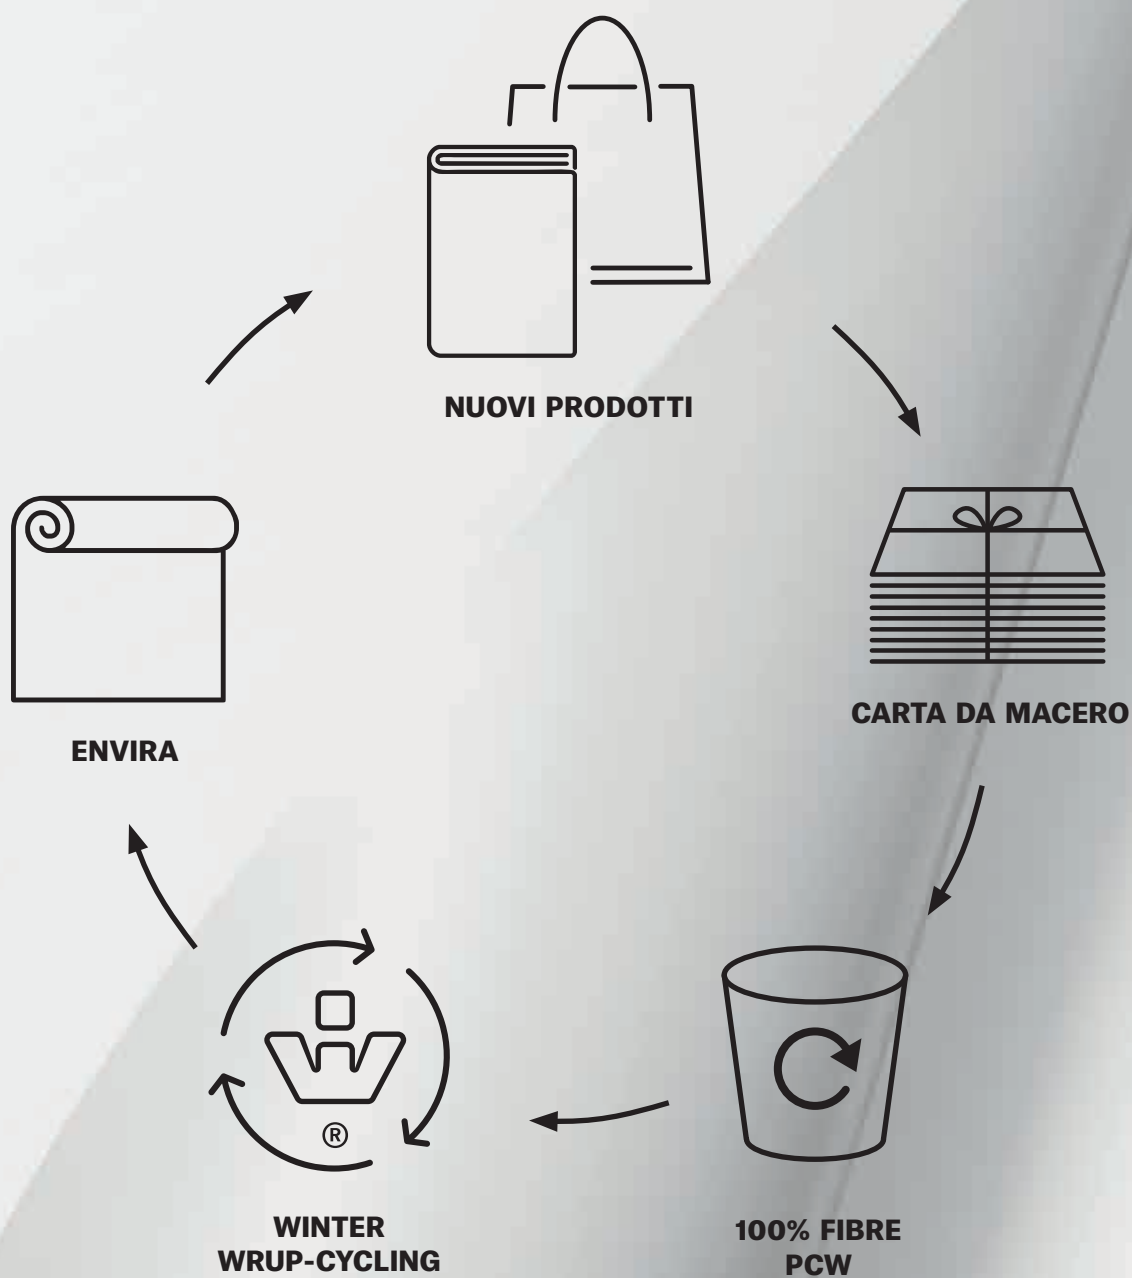 NUOVI PRODOTTI
CARTA DA MACERO
ENVIRA
®
WINTER
WRUP-CYCLING
100% FIBRE
PCW